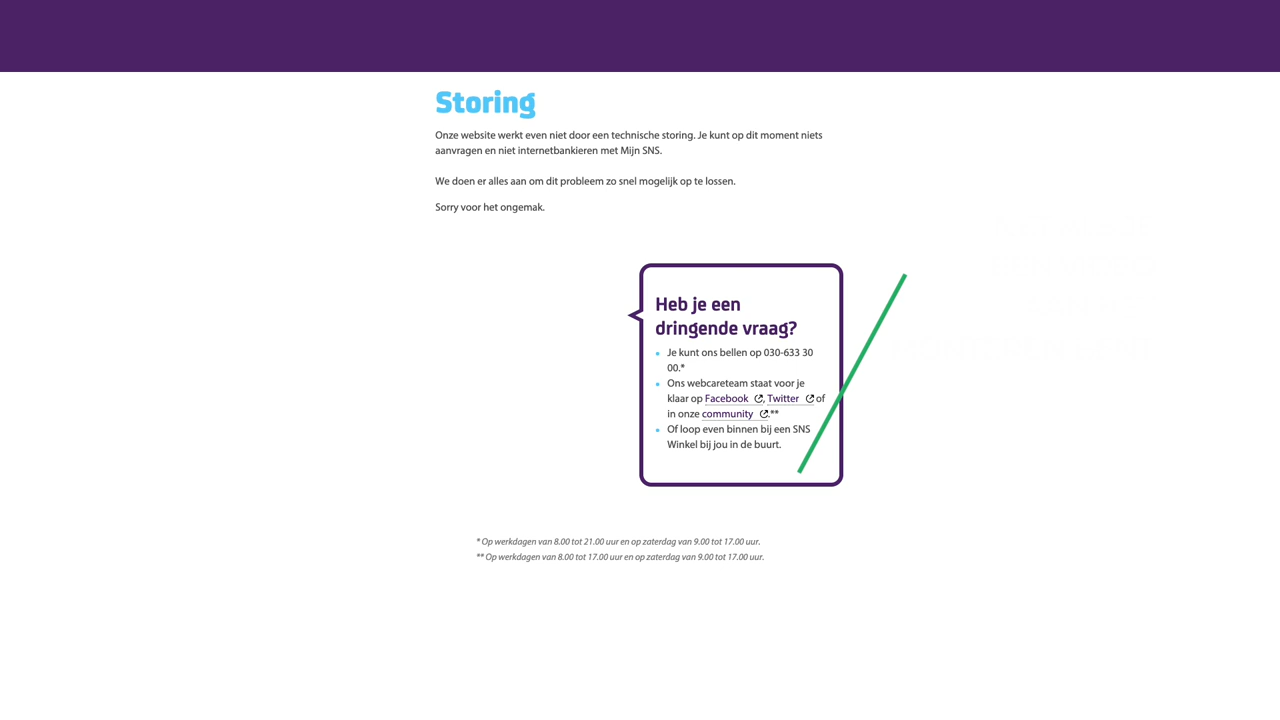 Storing
Onze website werkt even niet door een technische storing. Je kunt op dit moment niets
aanvragen en niet internetbankieren met Mijn SNS.
We doen er alles aan om dit probleem zo snel mogelijk op te lossen.
Sorry voor het ongemak.
Heb je een
dringende vraag?
Je kunt ons bellen op 030-633 30
00.*
Ons webcareteam staat voor je
klaar op Facebook, Twitter of
in onze community.**
Of loop even binnen bij een SNS
Winkel bij jou in de buurt.
* Op werkdagen van 8.00 tot 21.00 uur en op zaterdag van 9.00 tot 17.00 uur.
** Op werkdagen van 8.00 tot 17.00 uur en op zaterdag van 9.00 tot 17.00 uur.